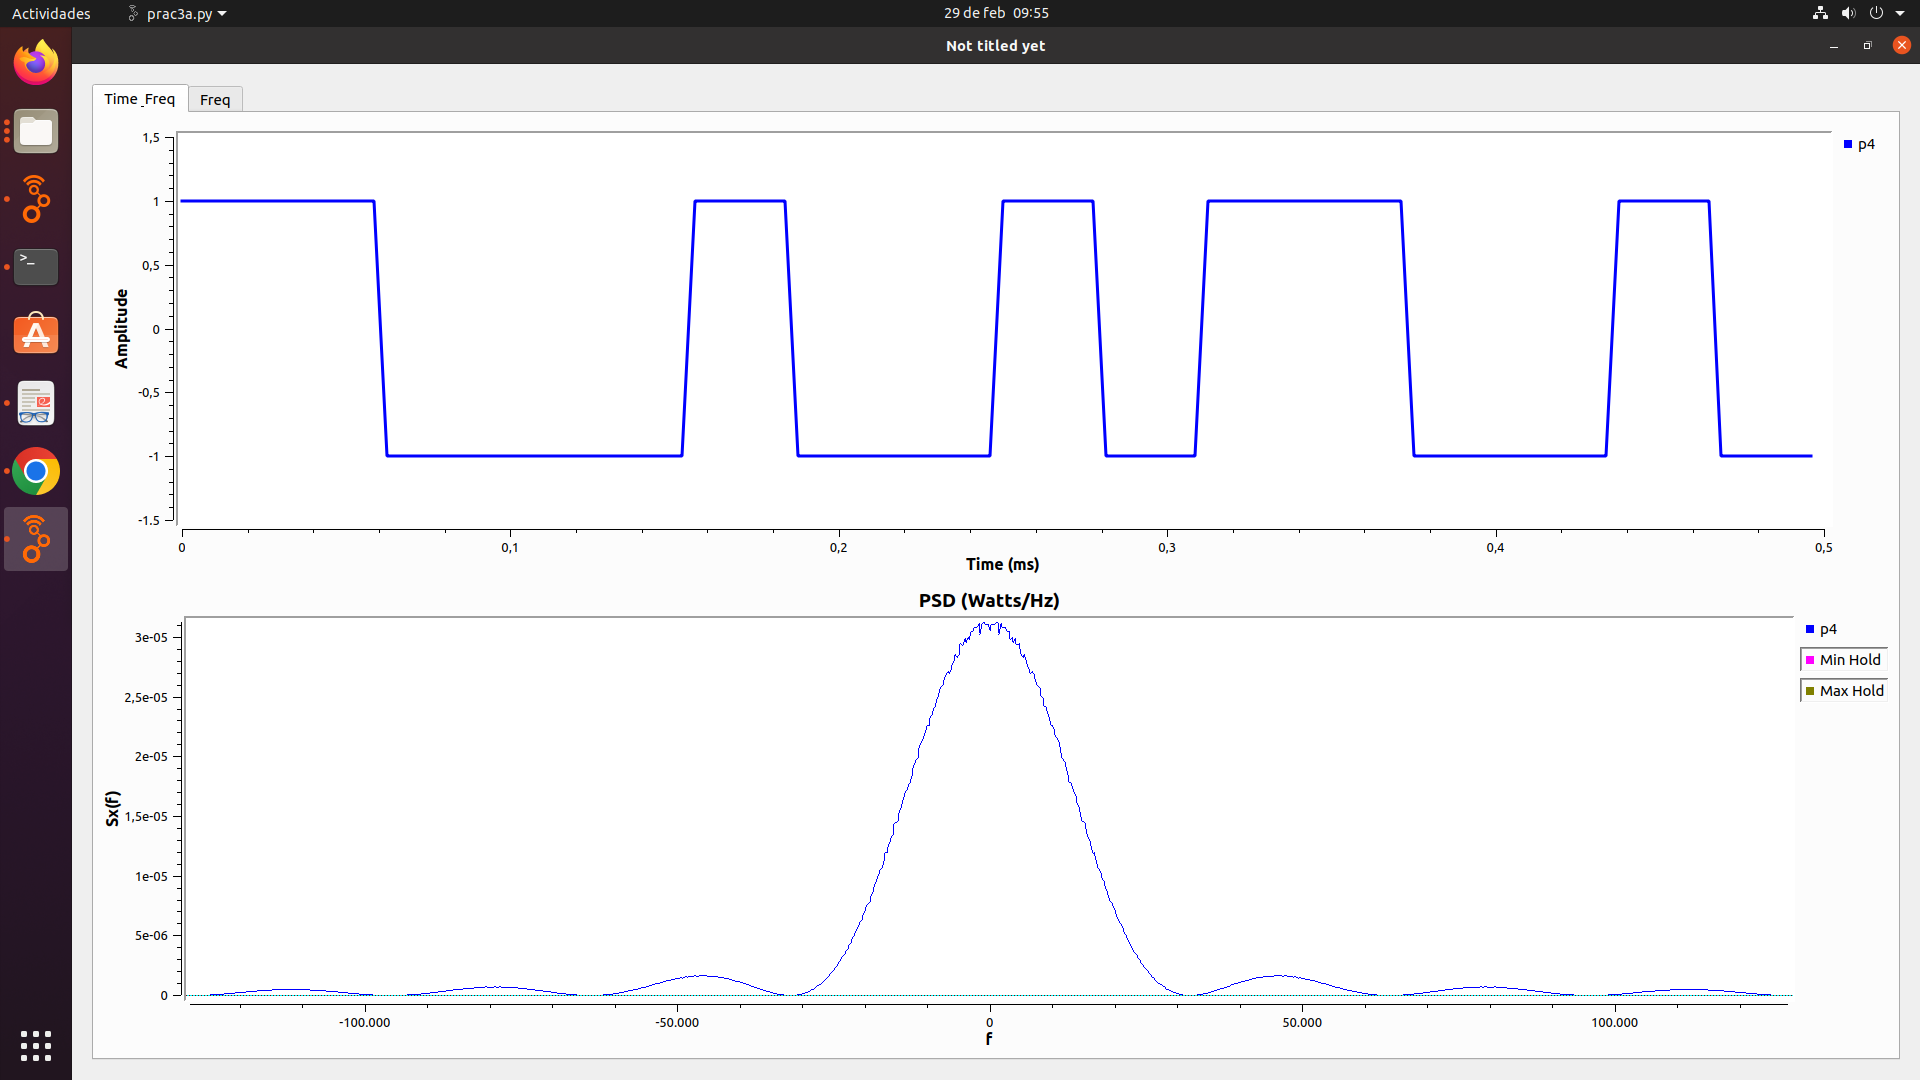 Actividades
prac3a.py
29 de feb 09:55
Not titled yet
Time_Freq
Freq
1,5
1
0,5
0
-0,5
-1
-1.5
Amplitude
p4
0
0,1
0,2
0,3
0,4
0,5
Time (ms)
PSD (Watts/Hz)
3e-05
2,5e-05
2e-05
1,5e-05
1e-05
5e-06
0
Sx(f)
p4
Min Hold
Max Hold
-100.000
-50.000
0
50.000
100.000
f